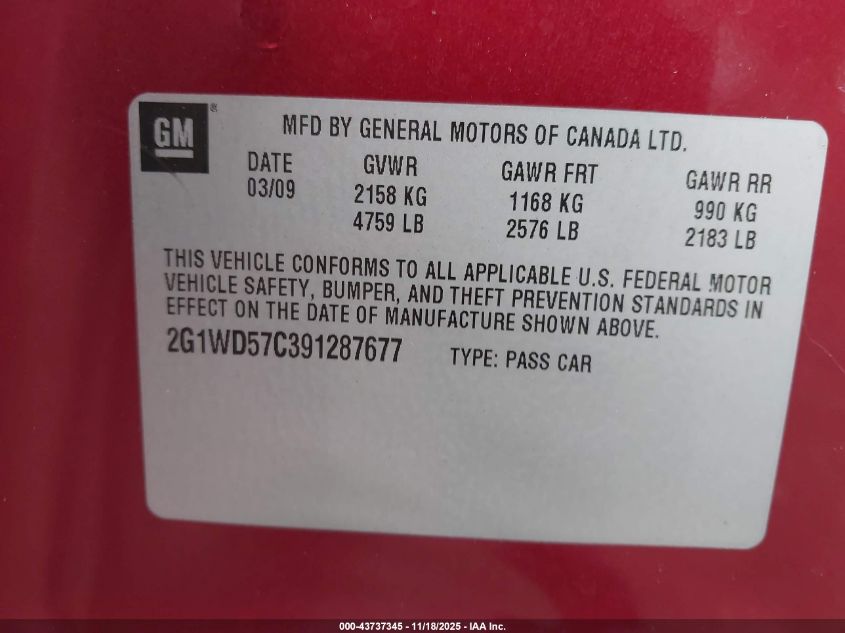 GM®
MFD BY GENERAL MOTORS OF CANADA LTD.
DATE GVWR GAWR FRT GAWR RR
03/09 2158 KG 1168 KG 990 KG
4759 LB 2576 LB 2183 LB
THIS VEHICLE CONFORMS TO ALL APPLICABLE U.S. FEDERAL MOTOR
VEHICLE SAFETY, BUMPER, AND THEFT PREVENTION STANDARDS IN
EFFECT ON THE DATE OF MANUFACTURE SHOWN ABOVE.
2G1WD57C391287677 TYPE: PASS CAR
000-43737345 - 11/18/2025 - IAA Inc.